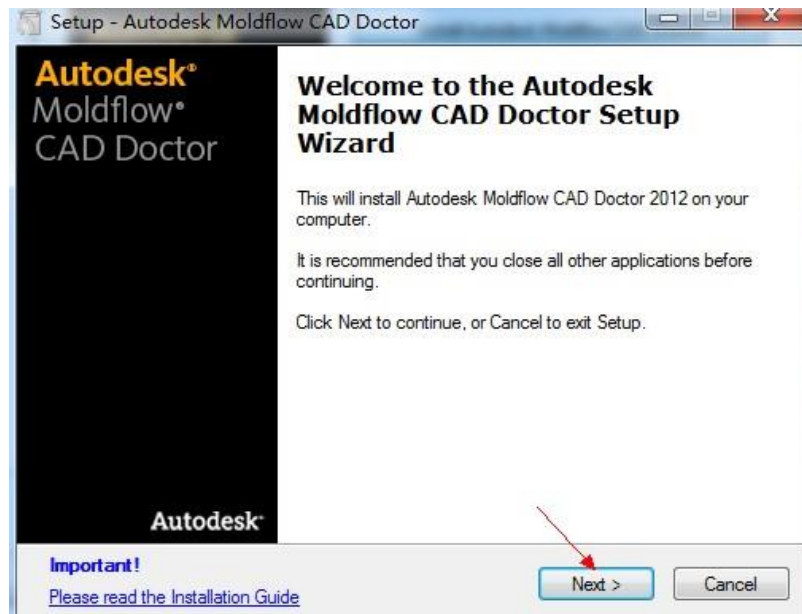 Setup - Autodesk Moldflow CAD Doctor
Autodesk®
Moldflow®
CAD Doctor
Welcome to the Autodesk
Moldflow CAD Doctor Setup
Wizard
This will install Autodesk Moldflow CAD Doctor 2012 on your
computer.
It is recommended that you close all other applications before
continuing.
Click Next to continue, or Cancel to exit Setup.
Autodesk®
Important!
Please read the Installation Guide
Next >
Cancel